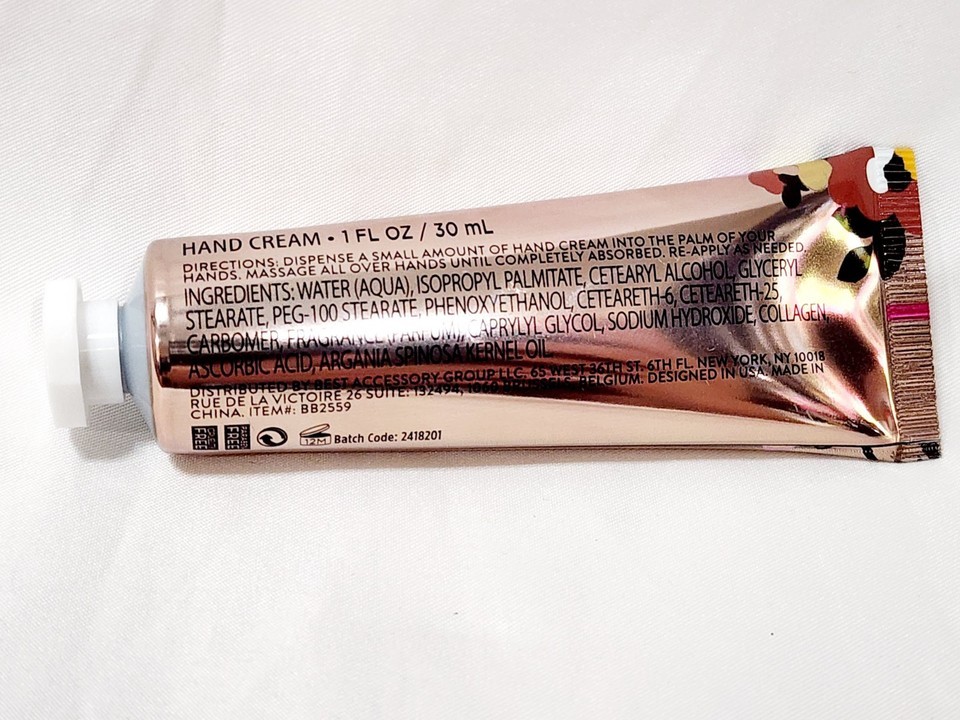 HAND CREAM • 1 FL OZ / 30 mL
DIRECTIONS: DISPENSE A SMALL AMOUNT OF HAND CREAM INTO THE PALM OF YOUR
HANDS. MASSAGE ALL OVER HANDS UNTIL COMPLETELY ABSORBED. RE-APPLY AS NEEDED.
INGREDIENTS: WATER (AQUA), ISOPROPYL PALMITATE, CETEARYL ALCOHOL, GLYCERYL
STEARATE, PEG-100 STEARATE, PHENOXYETHANOL, CETEARETH-6, CETEARETH-25,
CARBOMER, FRAGRANCE (PARFUM), CAPRYLYL GLYCOL, SODIUM HYDROXIDE, COLLAGEN,
ASCORBIC ACID, ARGANIA SPINOSA KERNEL OIL
DISTRIBUTED BY BEST ACCESSORY GROUP LLC, 65 WEST 36TH ST. 6TH FL. NEW YORK, NY 10018
RUE DE LA VICTOIRE 26 SUITE: 132494, 1060 BRUSSELS, BELGIUM. DESIGNED IN USA. MADE IN
CHINA. ITEM#: BB2559
FREE FREE 12M Batch Code: 2418201